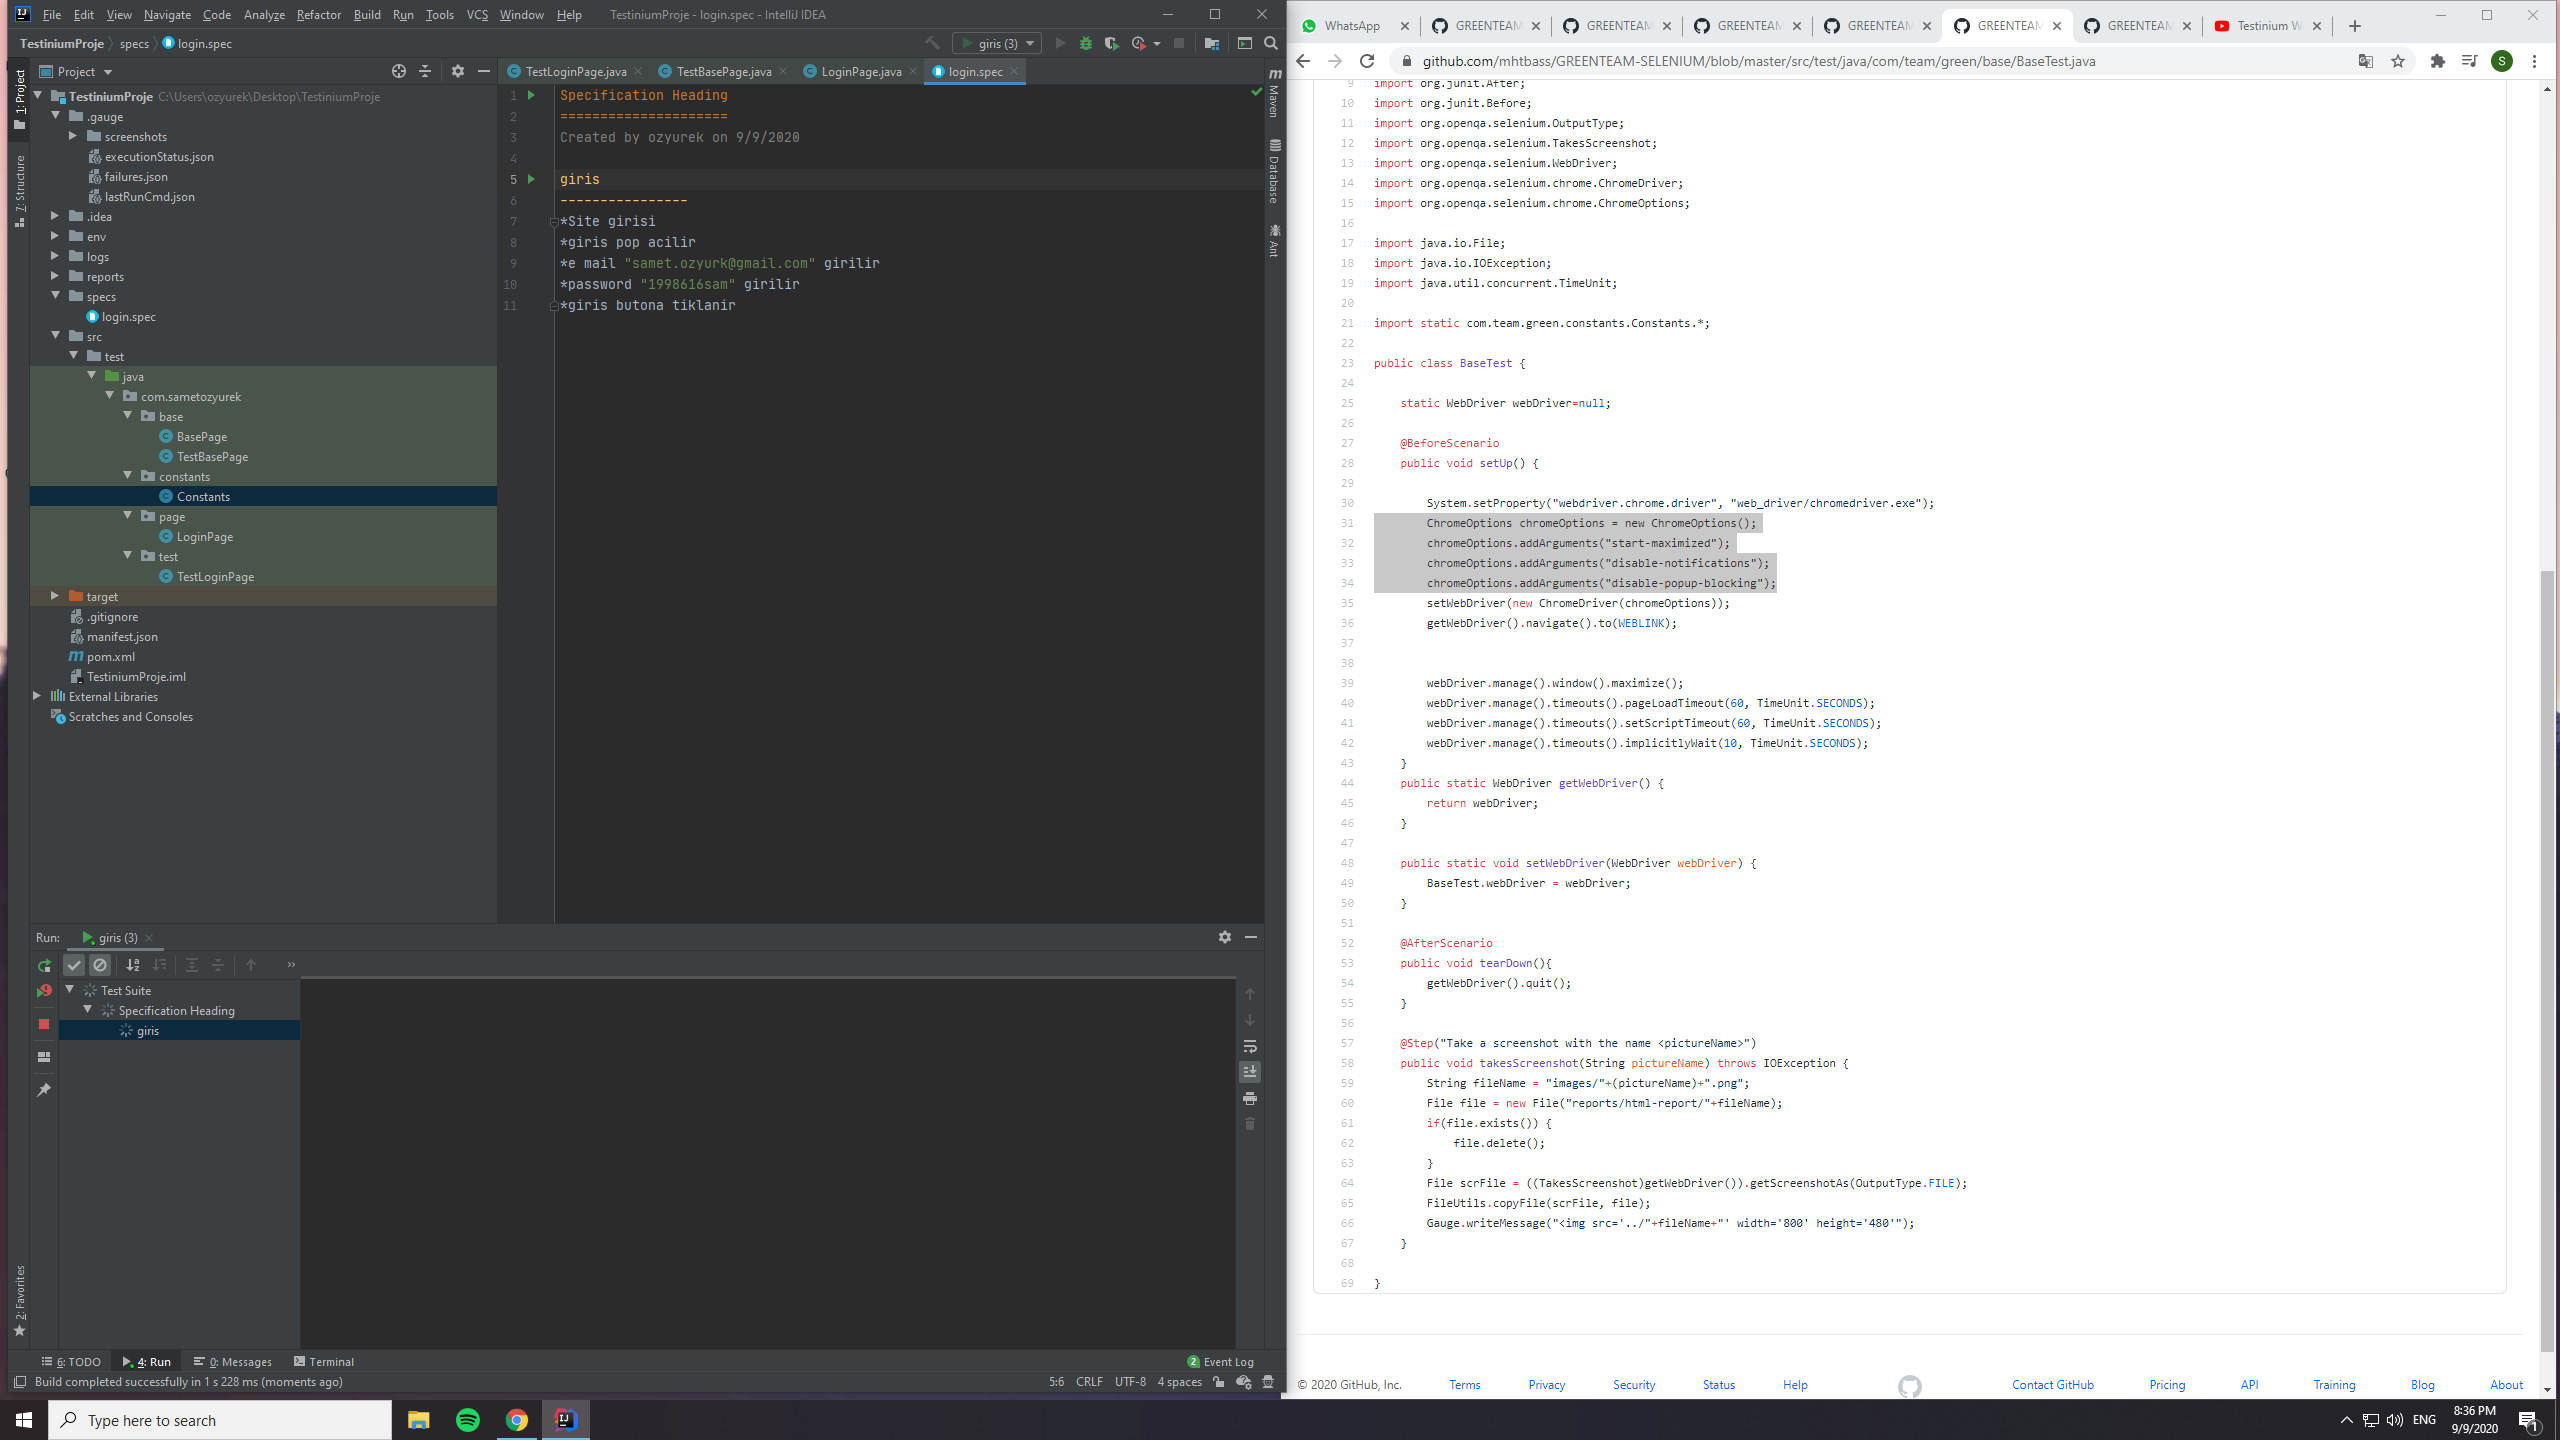 File Edit View Navigate Code Analyze Refactor Build Run Tools VCS Window Help TestiniumProje - login.spec - IntelliJ IDEA
TestiniumProje specs login.spec
giris (3)
Project
TestLoginPage.java TestBasePage.java LoginPage.java login.spec
1: Project
7: Structure
2: Favorites
TestiniumProje C:\Users\ozyurek\Desktop\TestiniumProje
.gauge
screenshots
executionStatus.json
failures.json
lastRunCmd.json
.idea
env
logs
reports
specs
login.spec
src
test
java
com.sametozyurek
base
BasePage
TestBasePage
constants
Constants
page
LoginPage
test
TestLoginPage
target
.gitignore
manifest.json
pom.xml
TestiniumProje.iml
External Libraries
Scratches and Consoles
1 Specification Heading
2 =====================
3 Created by ozyurek on 9/9/2020
4
5 giris
6 ----------------
7 *Site girisi
8 *giris pop acilir
9 *e mail "samet.ozyurk@gmail.com" girilir
10 *password "1998616sam" girilir
11 *giris butona tiklanir
Maven
Database
Ant
Run: giris (3)
Test Suite
Specification Heading
giris
6: TODO 4: Run 0: Messages Terminal
2 Event Log
Build completed successfully in 1 s 228 ms (moments ago)
5:6 CRLF UTF-8 4 spaces
WhatsApp GREENTEAM GREENTEAM GREENTEAM GREENTEAM GREENTEAM GREENTEAM Testinium W
github.com/mhtbass/GREENTEAM-SELENIUM/blob/master/src/test/java/com/team/green/base/BaseTest.java
S
9 import org.junit.After;
10 import org.junit.Before;
11 import org.openqa.selenium.OutputType;
12 import org.openqa.selenium.TakesScreenshot;
13 import org.openqa.selenium.WebDriver;
14 import org.openqa.selenium.chrome.ChromeDriver;
15 import org.openqa.selenium.chrome.ChromeOptions;
16
17 import java.io.File;
18 import java.io.IOException;
19 import java.util.concurrent.TimeUnit;
20
21 import static com.team.green.constants.Constants.*;
22
23 public class BaseTest {
24
25 static WebDriver webDriver=null;
26
27 @BeforeScenario
28 public void setUp() {
29
30 System.setProperty("webdriver.chrome.driver", "web_driver/chromedriver.exe");
31 ChromeOptions chromeOptions = new ChromeOptions();
32 chromeOptions.addArguments("start-maximized");
33 chromeOptions.addArguments("disable-notifications");
34 chromeOptions.addArguments("disable-popup-blocking");
35 setWebDriver(new ChromeDriver(chromeOptions));
36 getWebDriver().navigate().to(WEBLINK);
37
38
39 webDriver.manage().window().maximize();
40 webDriver.manage().timeouts().pageLoadTimeout(60, TimeUnit.SECONDS);
41 webDriver.manage().timeouts().setScriptTimeout(60, TimeUnit.SECONDS);
42 webDriver.manage().timeouts().implicitlyWait(10, TimeUnit.SECONDS);
43 }
44 public static WebDriver getWebDriver() {
45 return webDriver;
46 }
47
48 public static void setWebDriver(WebDriver webDriver) {
49 BaseTest.webDriver = webDriver;
50 }
51
52 @AfterScenario
53 public void tearDown(){
54 getWebDriver().quit();
55 }
56
57 @Step("Take a screenshot with the name <pictureName>")
58 public void takesScreenshot(String pictureName) throws IOException {
59 String fileName = "images/"+(pictureName)+".png";
60 File file = new File("reports/html-report/"+fileName);
61 if(file.exists()) {
62 file.delete();
63 }
64 File scrFile = ((TakesScreenshot)getWebDriver()).getScreenshotAs(OutputType.FILE);
65 FileUtils.copyFile(scrFile, file);
66 Gauge.writeMessage("<img src='../"+fileName+"' width='800' height='480'");
67 }
68
69 }
© 2020 GitHub, Inc. Terms Privacy Security Status Help Contact GitHub Pricing API Training Blog About
Type here to search
ENG
8:36 PM
9/9/2020
1